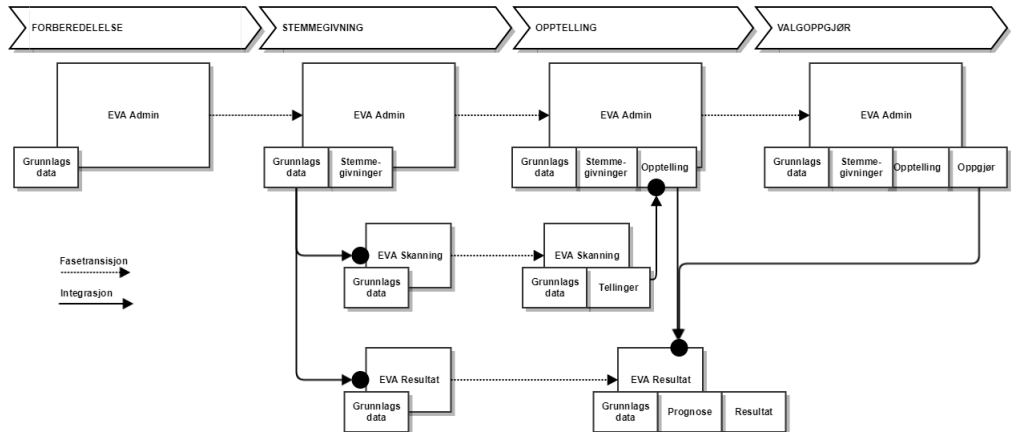 FORBEREDELELSE
STEMMEGIVNING
OPPTELLING
VALGOPPGJØR
EVA Admin
EVA Admin
EVA Admin
EVA Admin
Grunnlags
data
Grunnlags
data
Stemme-
givninger
Grunnlags
data
Stemme-
givninger
Opptelling
Grunnlags
data
Stemme-
givninger
Opptelling
Oppgjør
Fasetransisjon
Integrasjon
EVA Skanning
Grunnlags
data
EVA Skanning
Grunnlags
data
Tellinger
EVA Resultat
Grunnlags
data
EVA Resultat
Grunnlags
data
Prognose
Resultat